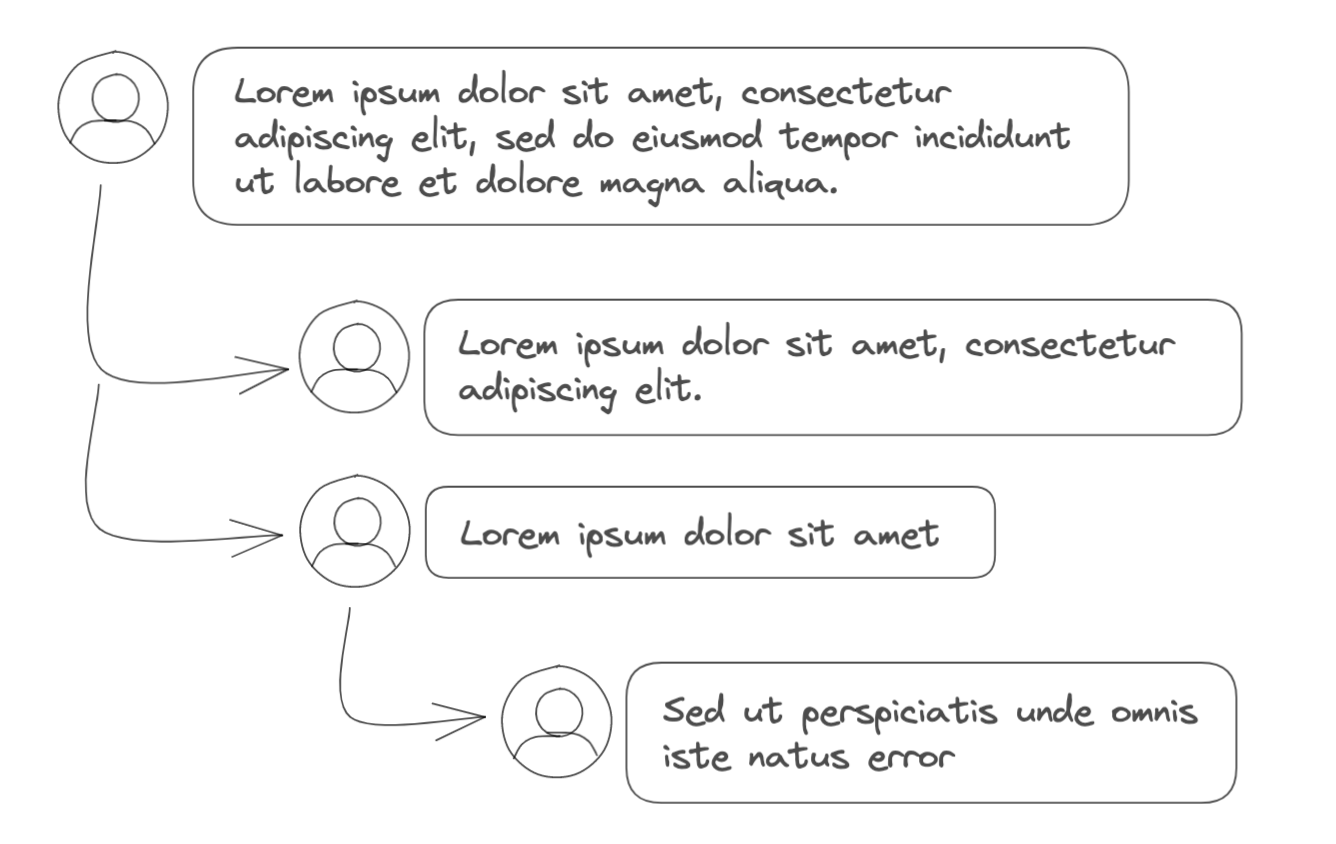 Lorem ipsum dolor sit amet, consectetur
adipiscing elit, sed do eiusmod tempor incididunt
ut labore et dolore magna aliqua.
Lorem ipsum dolor sit amet, consectetur
adipiscing elit.
Lorem ipsum dolor sit amet
Sed ut perspiciatis unde omnis
iste natus error